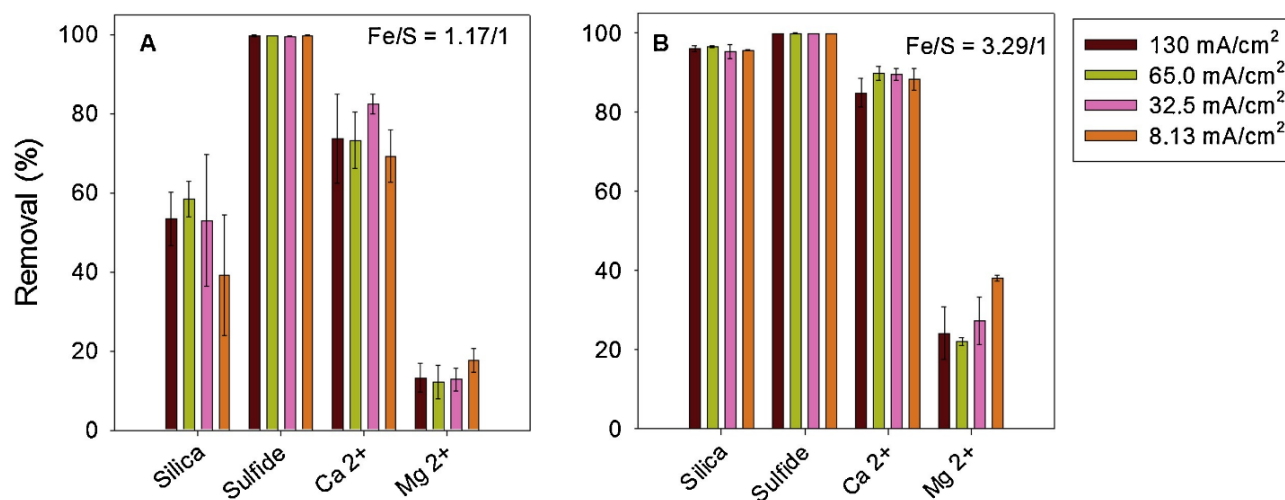 A
Fe/S = 1.17/1
Removal (%)
100
80
60
40
20
0
Silica
Sulfide
Ca 2+
Mg 2+
B
Fe/S = 3.29/1
100
80
60
40
20
0
Silica
Sulfide
Ca 2+
Mg 2+
130 mA/cm²
65.0 mA/cm²
32.5 mA/cm²
8.13 mA/cm²